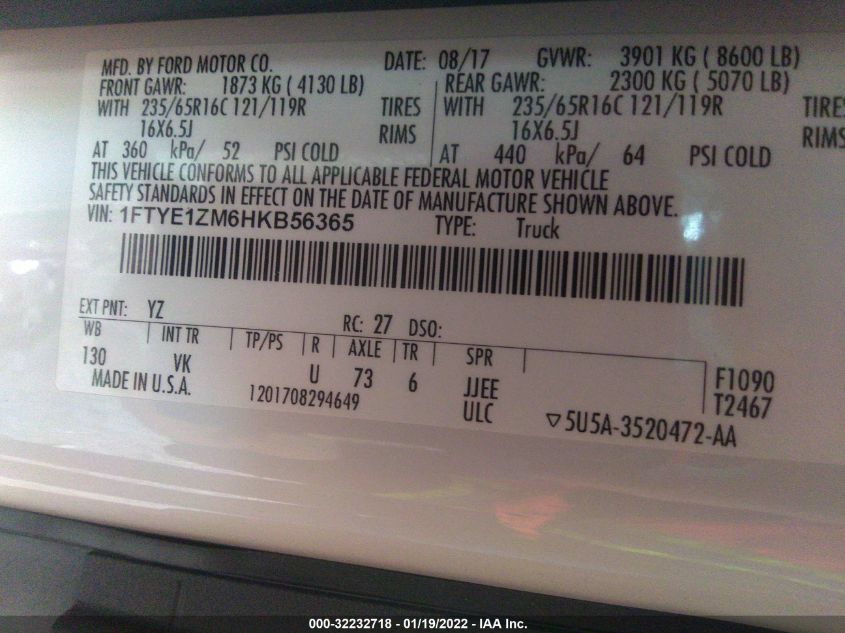 MFD. BY FORD MOTOR CO. DATE: 08/17 GVWR: 3901 KG ( 8600 LB)
FRONT GAWR: 1873 KG ( 4130 LB) REAR GAWR: 2300 KG ( 5070 LB)
WITH 235/65R16C 121/119R TIRES WITH 235/65R16C 121/119R TIRES
16X6.5J RIMS 16X6.5J RIMS
AT 360 kPa/ 52 PSI COLD AT 440 kPa/ 64 PSI COLD
THIS VEHICLE CONFORMS TO ALL APPLICABLE FEDERAL MOTOR VEHICLE
SAFETY STANDARDS IN EFFECT ON THE DATE OF MANUFACTURE SHOWN ABOVE.
VIN: 1FTYE1ZM6HKB56365 TYPE: Truck
EXT PNT: YZ RC: 27 DSO:
WB INT TR TP/PS R AXLE TR SPR
130 VK U 73 6 JJEE F1090
MADE IN U.S.A. 1201708294649 ULC T2467
▽5U5A-3520472-AA
000-32232718 - 01/19/2022 - IAA Inc.